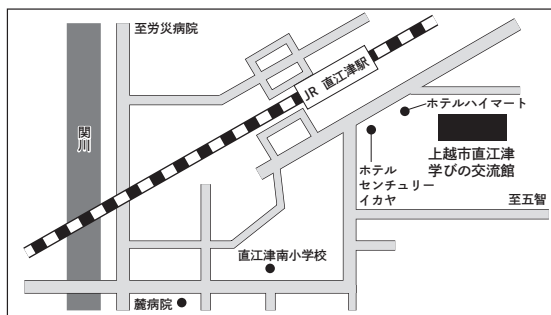 至労災病院
JR 直江津駅
ホテルハイマート
関川
上越市直江津
学びの交流館
ホテル
センチュリー
イカヤ
至五智
直江津南小学校
麓病院